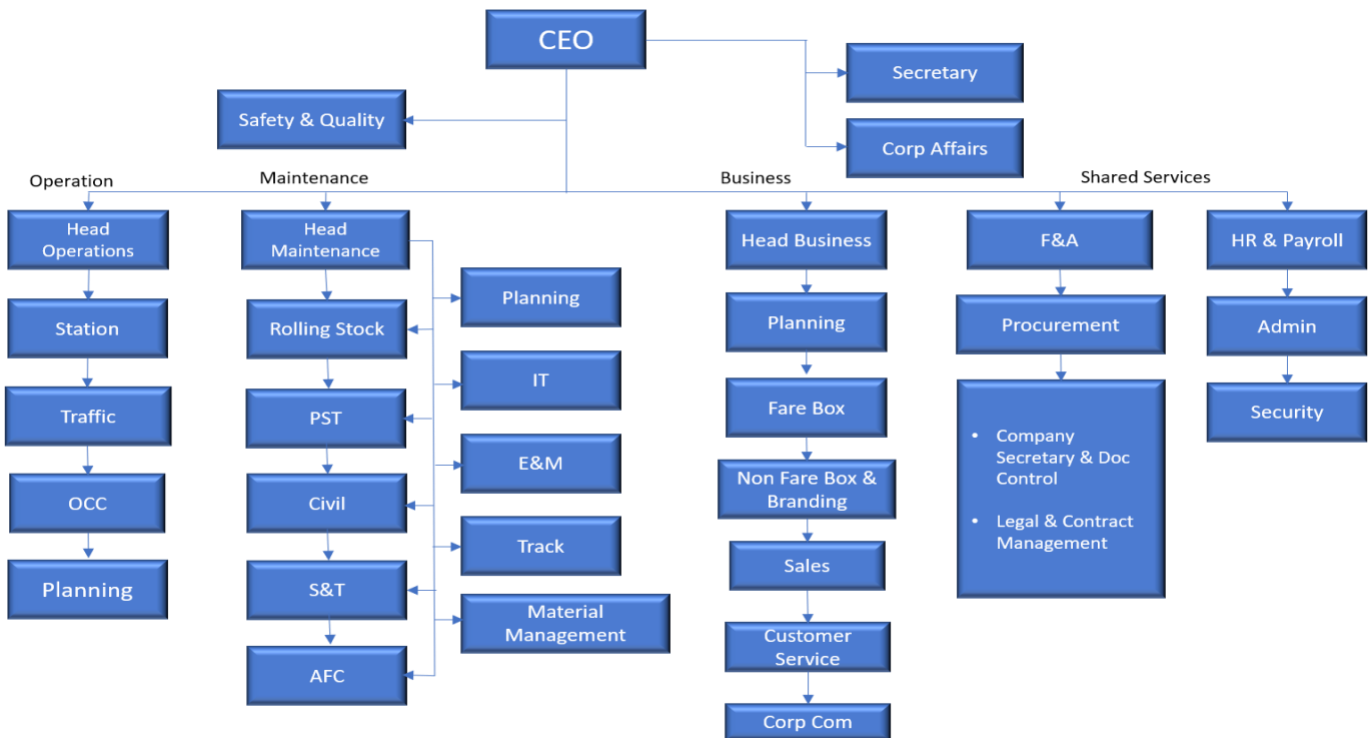 CEO
Secretary
Safety & Quality
Corp Affairs
Operation
Maintenance
Business
Shared Services
Head
Operations
Head
Maintenance
Head Business
F&A
HR & Payroll
Planning
Station
Rolling Stock
Planning
Procurement
Admin
IT
Traffic
PST
Fare Box
Security
• Company
Secretary & Doc
Control
• Legal & Contract
Management
E&M
OCC
Civil
Non Fare Box &
Branding
Track
Planning
S&T
Sales
Material
Management
Customer
Service
AFC
Corp Com